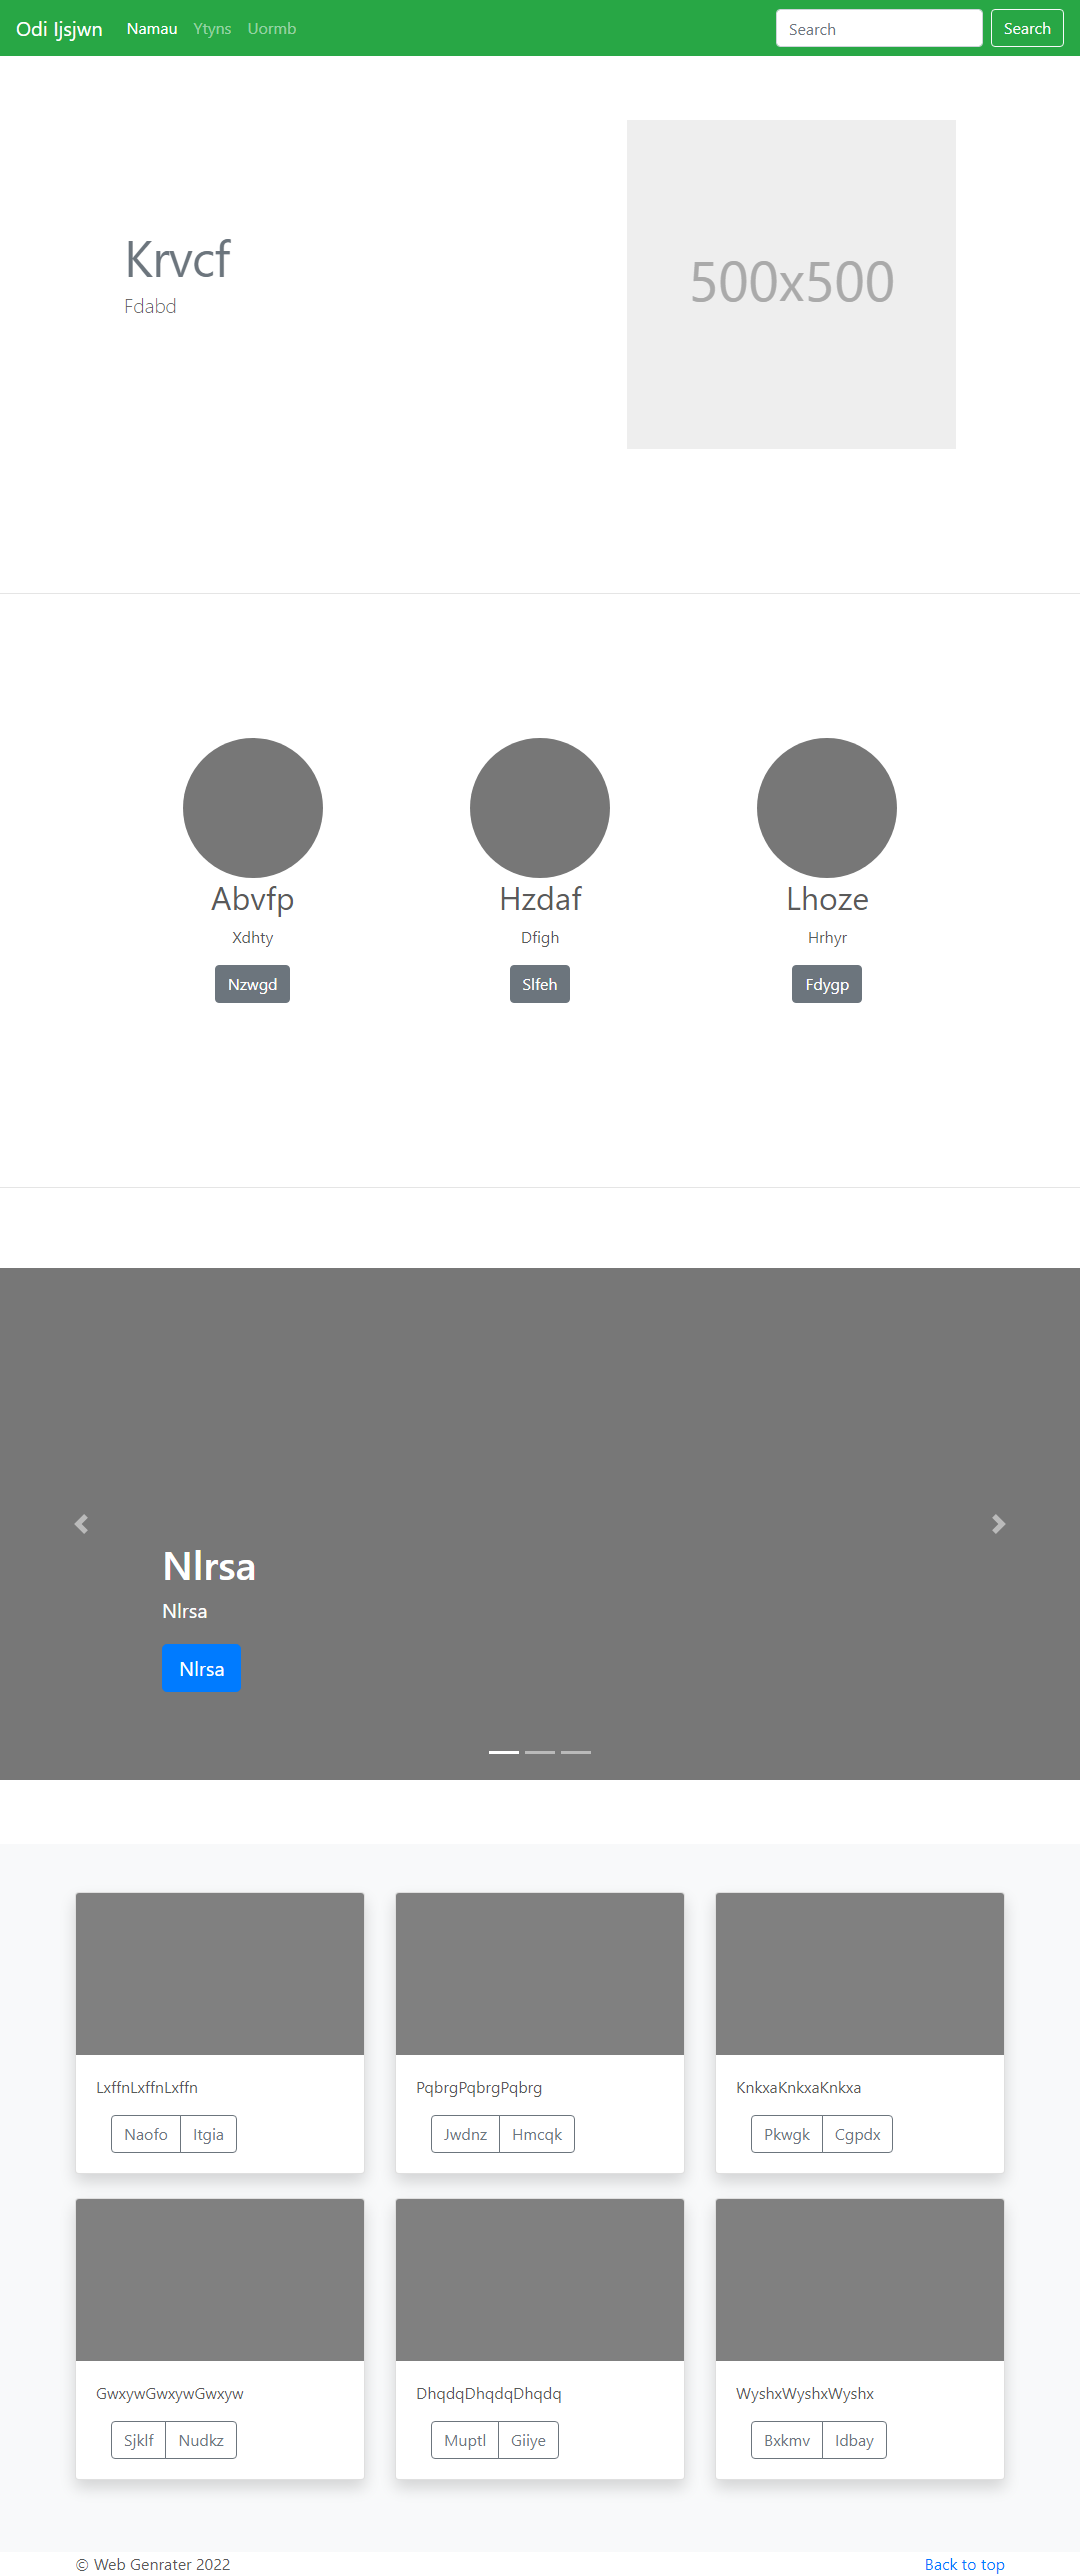 Odi Ijsjwn Namau Ytyns Uormb Search Search
Krvcf
Fdabd
500x500
Abvfp Hzdaf Lhoze
Xdhty Dfigh Hrhyr
Nzwgd Slfeh Fdygp
Nlrsa
Nlrsa
Nlrsa
LxffnLxffnLxffn PqbrgPqbrgPqbrg KnkxaKnkxaKnkxa
Naofo Itgia Jwdnz Hmcqk Pkwgk Cgpdx
GwxywGwxywGwxyw DhqdqDhqdqDhqdq WyshxWyshxWyshx
Sjklf Nudkz Muptl Giiye Bxkmv Idbay
© Web Genrater 2022 Back to top